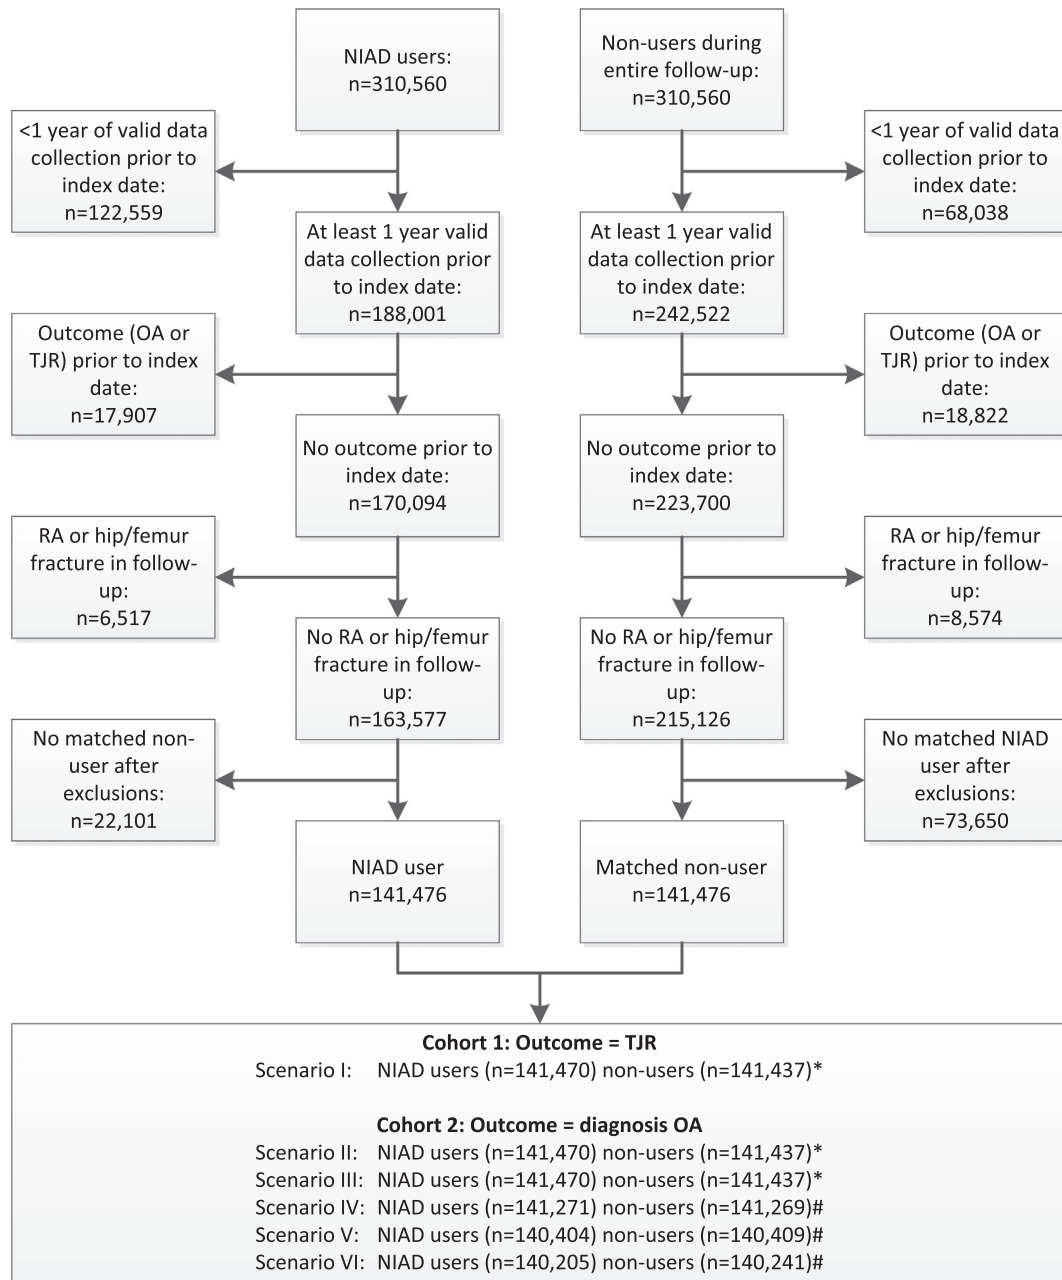 NIAD users:
n=310,560
Non-users during
entire follow-up:
n=310,560
<1 year of valid data
collection prior to
index date:
n=122,559
<1 year of valid data
collection prior to
index date:
n=68,038
At least 1 year valid
data collection prior
to index date:
n=188,001
At least 1 year valid
data collection prior
to index date:
n=242,522
Outcome (OA or
TJR) prior to index
date:
n=17,907
Outcome (OA or
TJR) prior to index
date:
n=18,822
No outcome prior to
index date:
n=170,094
No outcome prior to
index date:
n=223,700
RA or hip/femur
fracture in follow-
up:
n=6,517
RA or hip/femur
fracture in follow-
up:
n=8,574
No RA or hip/femur
fracture in follow-
up:
n=163,577
No RA or hip/femur
fracture in follow-
up:
n=215,126
No matched non-
user after
exclusions:
n=22,101
No matched NIAD
user after
exclusions:
n=73,650
NIAD user
n=141,476
Matched non-user
n=141,476
Cohort 1: Outcome = TJR
Scenario I: NIAD users (n=141,470) non-users (n=141,437)*
Cohort 2: Outcome = diagnosis OA
Scenario II: NIAD users (n=141,470) non-users (n=141,437)*
Scenario III: NIAD users (n=141,470) non-users (n=141,437)*
Scenario IV: NIAD users (n=141,271) non-users (n=141,269)#
Scenario V: NIAD users (n=140,404) non-users (n=140,409)#
Scenario VI: NIAD users (n=140,205) non-users (n=140,241)#